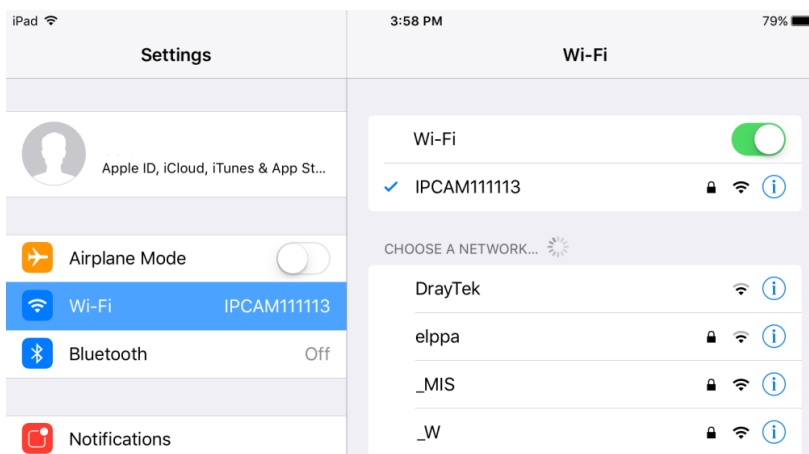 iPad 3:58 PM 79%
Settings Wi-Fi
Apple ID, iCloud, iTunes & App St...
Airplane Mode
Wi-Fi IPCAM111113
Bluetooth Off
Notifications
Wi-Fi
IPCAM111113
CHOOSE A NETWORK...
DrayTek
elppa
_MIS
_W